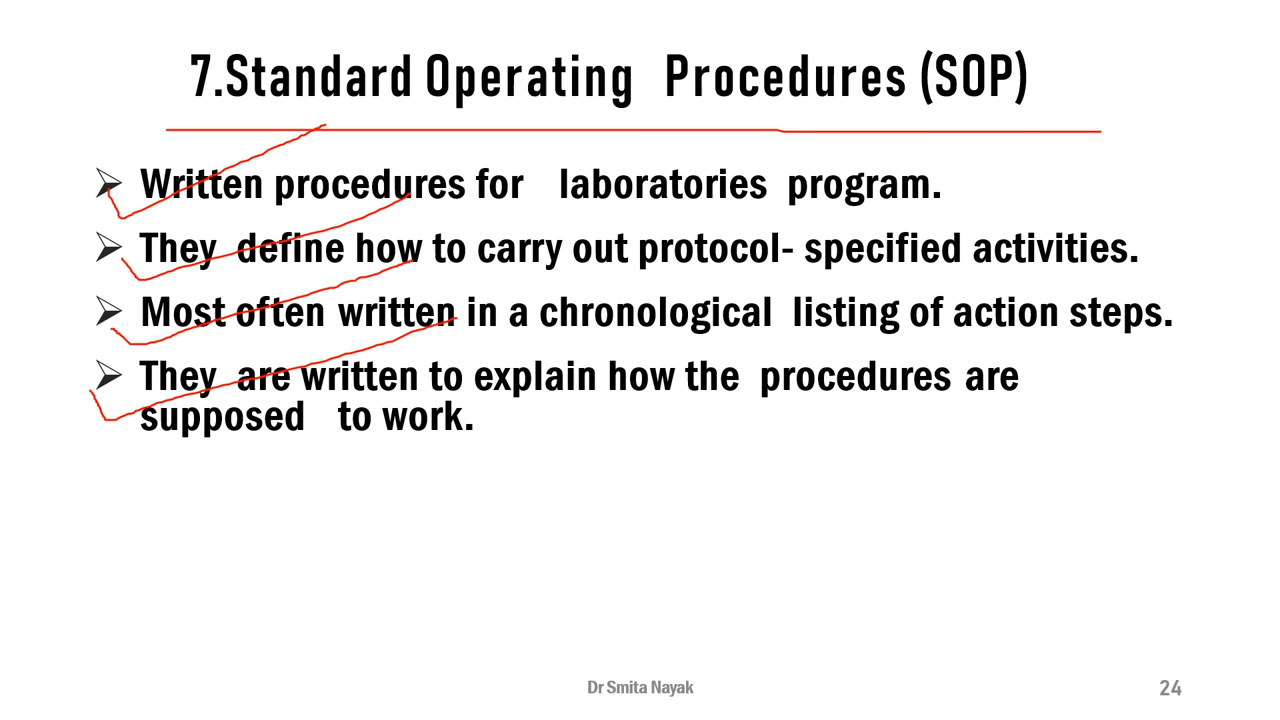 7.Standard Operating Procedures (SOP)
Written procedures for laboratories program.
They define how to carry out protocol- specified activities.
Most often written in a chronological listing of action steps.
They are written to explain how the procedures are
supposed to work.
Dr Smita Nayak
24